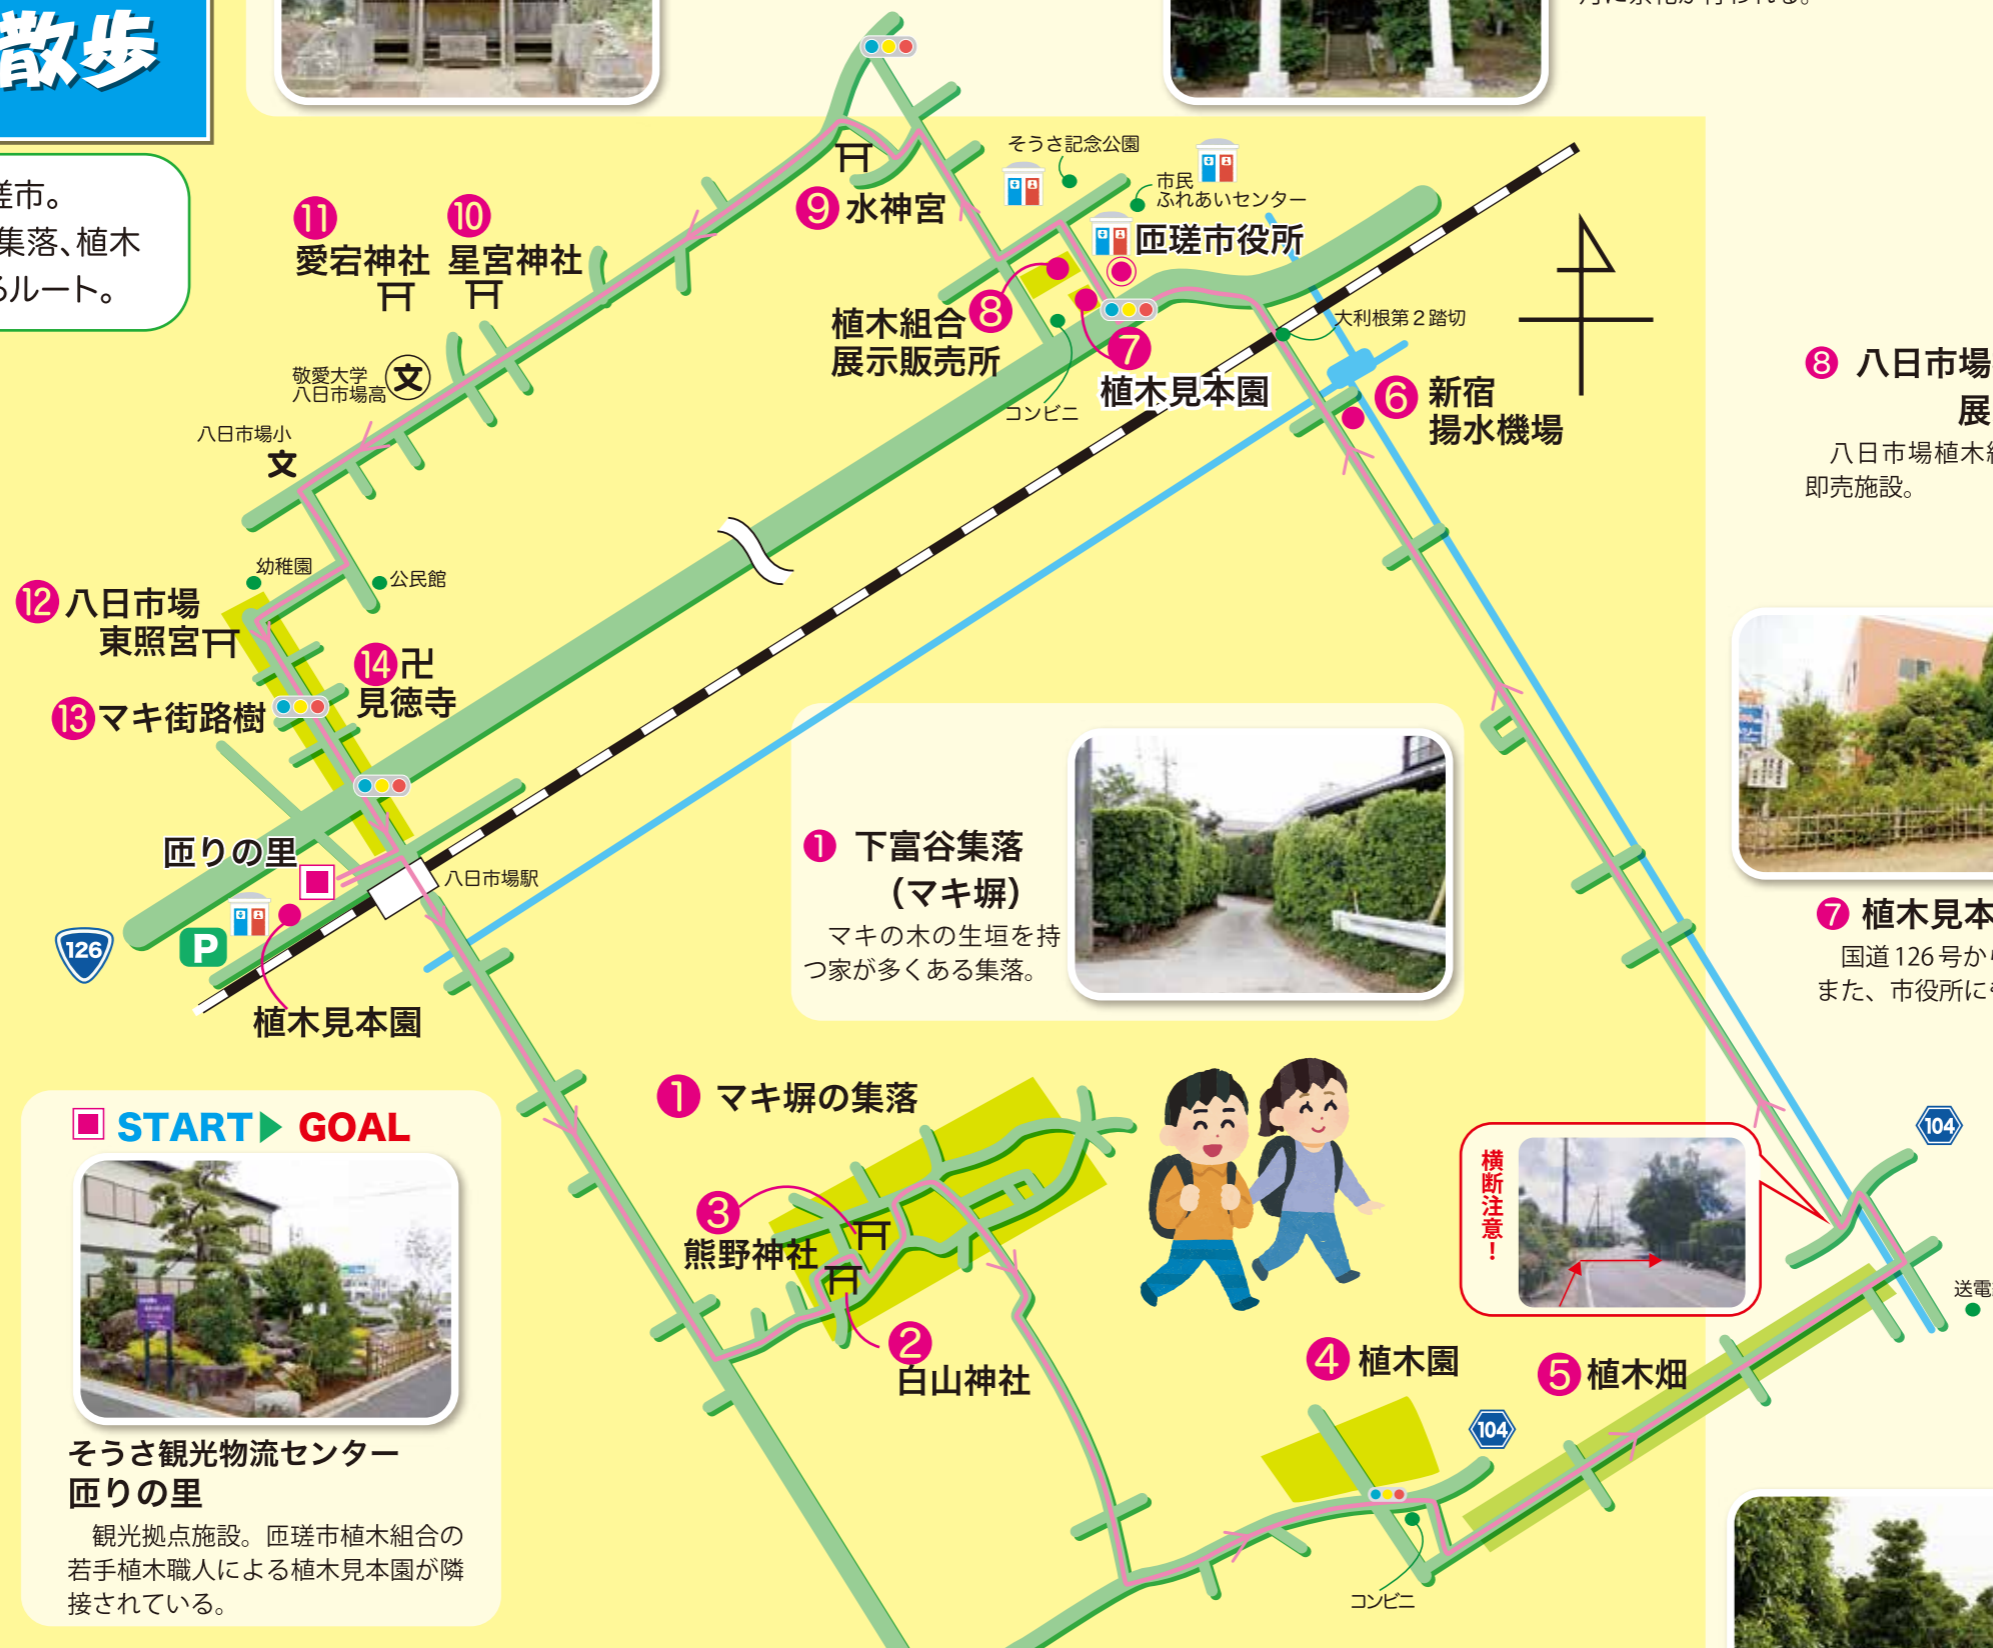 散歩
瑳市。
集落、植木
るルート。
そうさ記念公園
市民
ふれあいセンター
⑨水神宮
匝瑳市役所
⑪
愛宕神社
⑩
星宮神社
植木組合⑧
展示販売所
大利根第2踏切
⑦
植木見本園
コンビニ
⑥新宿
揚水機場
敬愛大学
八日市場高
文
八日市場小
文
幼稚園
公民館
⑫八日市場
東照宮
⑭卍
見徳寺
⑬マキ街路樹
匝りの里
八日市場駅
126
P
植木見本園
⑧ 八日市場
展
八日市場植木
即売施設。
⑦ 植木見本
国道126号か
また、市役所に
① 下富谷集落
（マキ塀）
マキの木の生垣を持
つ家が多くある集落。
① マキ塀の集落
③
熊野神社
②
白山神社
④植木園
⑤植木畑
104
104
横断注意！
送電
コンビニ
START▶GOAL
そうさ観光物流センター
匝りの里
観光拠点施設。匝瑳市植木組合の
若手植木職人による植木見本園が隣
接されている。